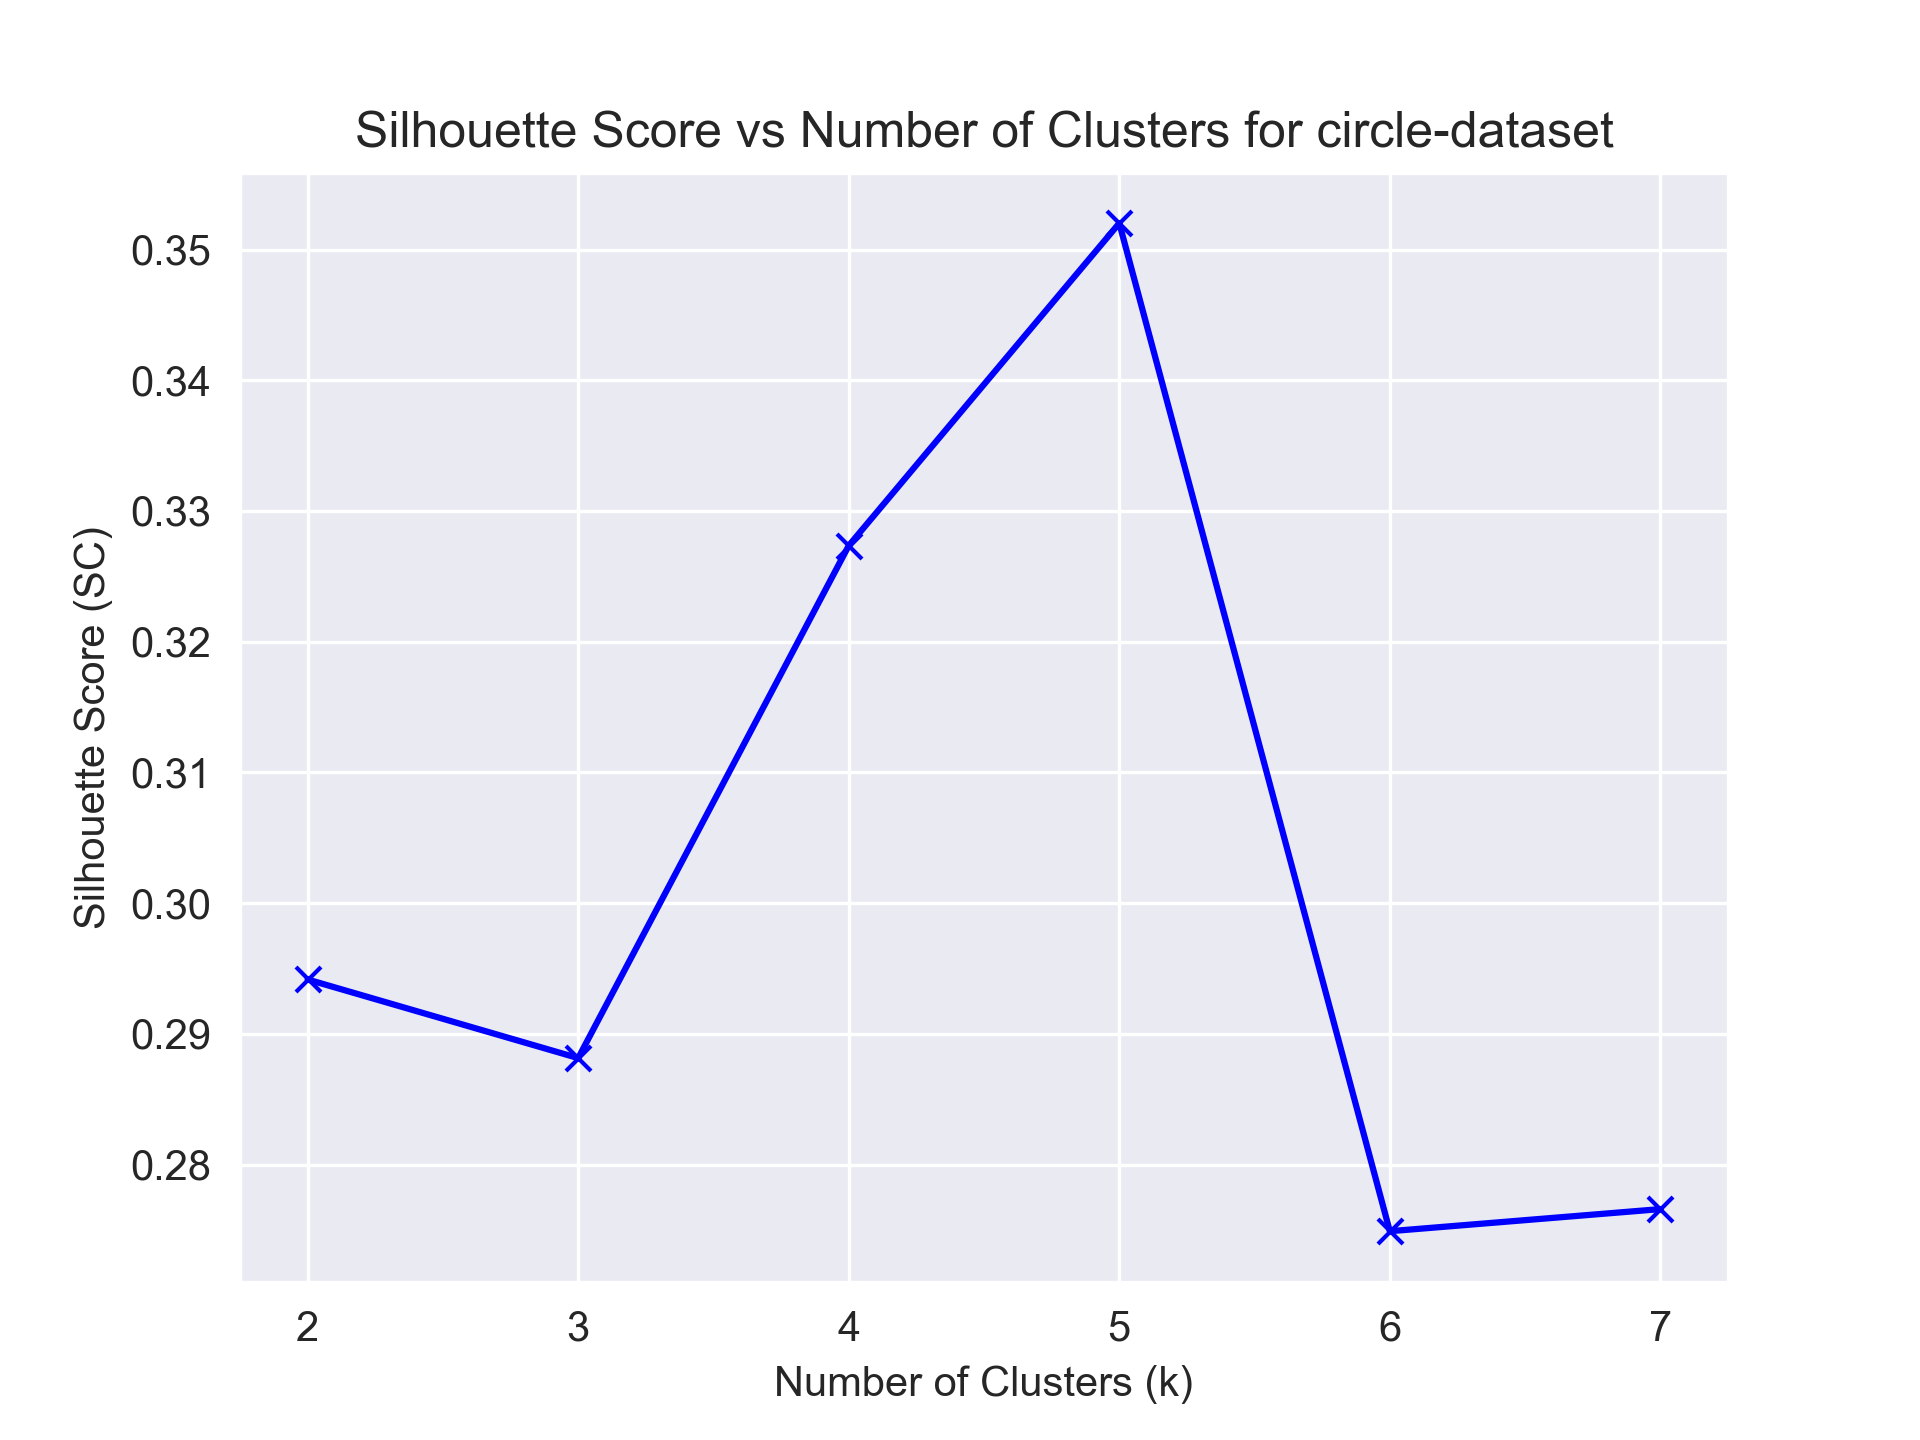 Silhouette Score vs Number of Clusters for circle-dataset
Silhouette Score (SC)
0.35
0.34
0.33
0.32
0.31
0.30
0.29
0.28
2 3 4 5 6 7
Number of Clusters (k)